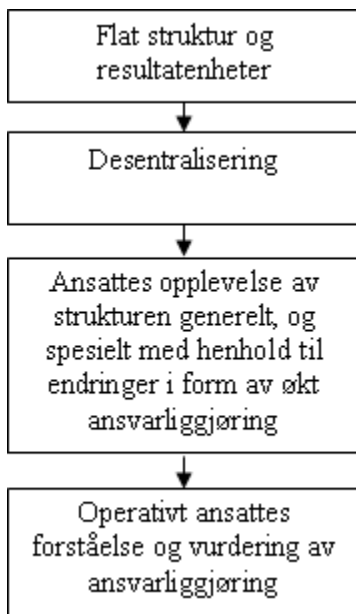 Flat struktur og
resultatenheter
Desentralisering
Ansattes opplevelse av
strukturen generelt, og
spesielt med henhold til
endringer i form av økt
ansvarliggjøring
Operativt ansattes
forståelse og vurdering av
ansvarliggjøring